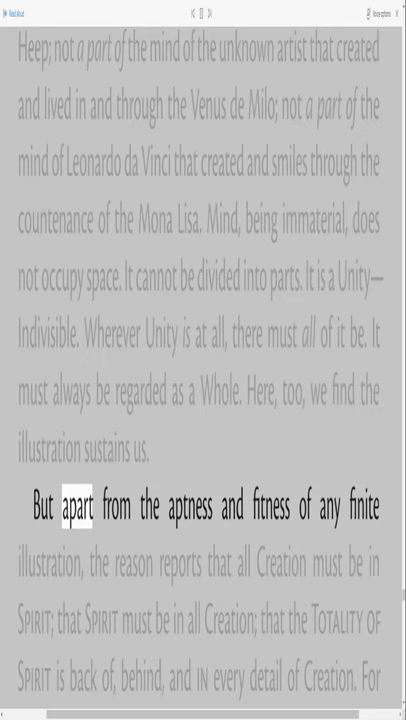 Read aloud
Voice options
Heep; not a part of the mind of the unknown artist that created
and lived in and through the Venus de Milo; not a part of the
mind of Leonardo da Vinci that created and smiles through the
countenance of the Mona Lisa. Mind, being immaterial, does
not occupy space. It cannot be divided into parts. It is a Unity—
Indivisible. Wherever Unity is at all, there must all of it be. It
must always be regarded as a Whole. Here, too, we find the
illustration sustains us.
But apart from the aptness and fitness of any finite
illustration, the reason reports that all Creation must be in
SPIRIT; that SPIRIT must be in all Creation; that the TOTALITY OF
SPIRIT is back of, behind, and IN every detail of Creation. For